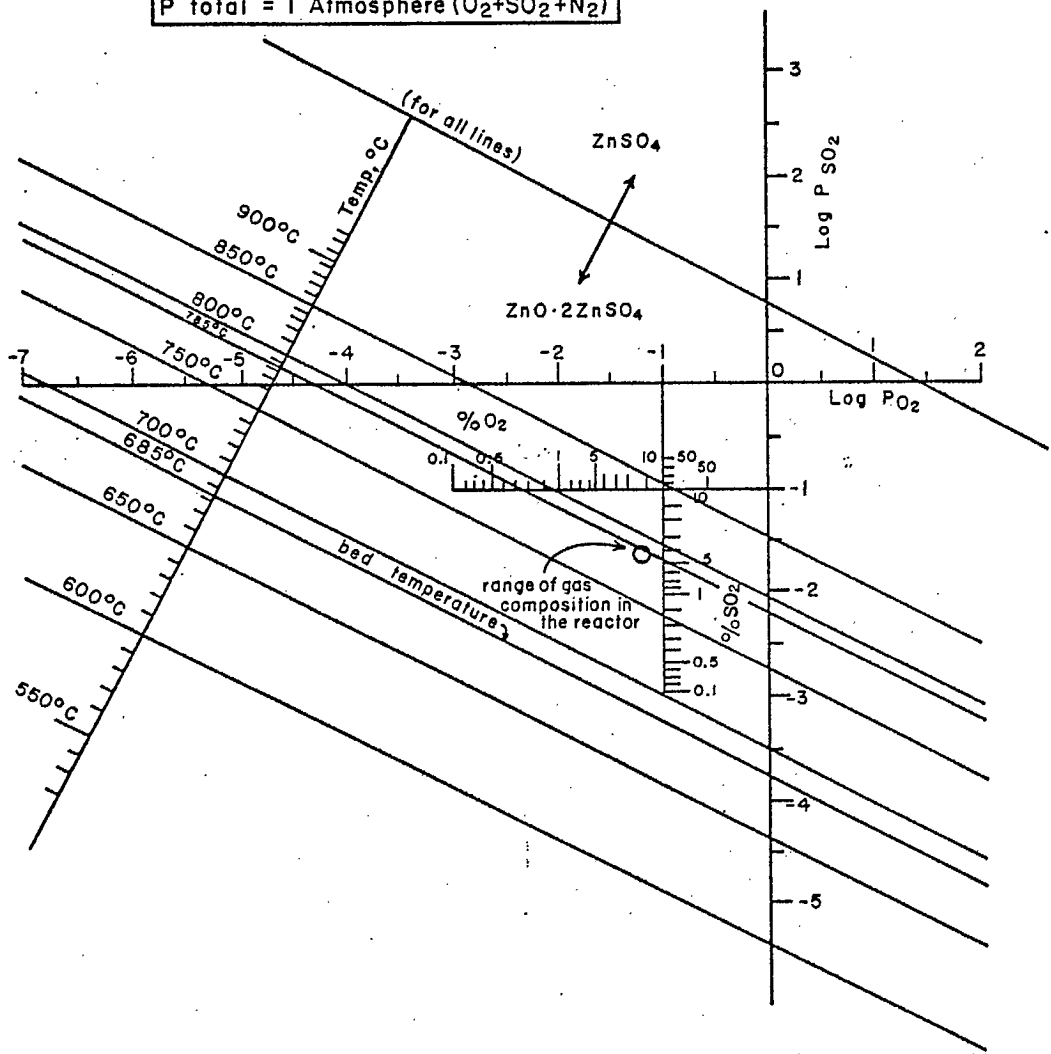 P total = 1 Atmosphere (O₂+SO₂+N₂)
3
(for all lines)
ZnSO₄
Temp, °C
2
Log P SO₂
900°C
850°C
1
800°C
785°C
ZnO·2ZnSO₄
750°C
-7
-6
-5
-4
-3
-2
-1
0
2
Log PO₂
700°C
%O₂
685°C
0.1
0.5
1
5
10
50
50
10
-1
650°C
bed temperature
5
range of gas
composition in
the reactor
1
%SO₂
-2
600°C
0.5
0.1
-3
550°C
-4
-5